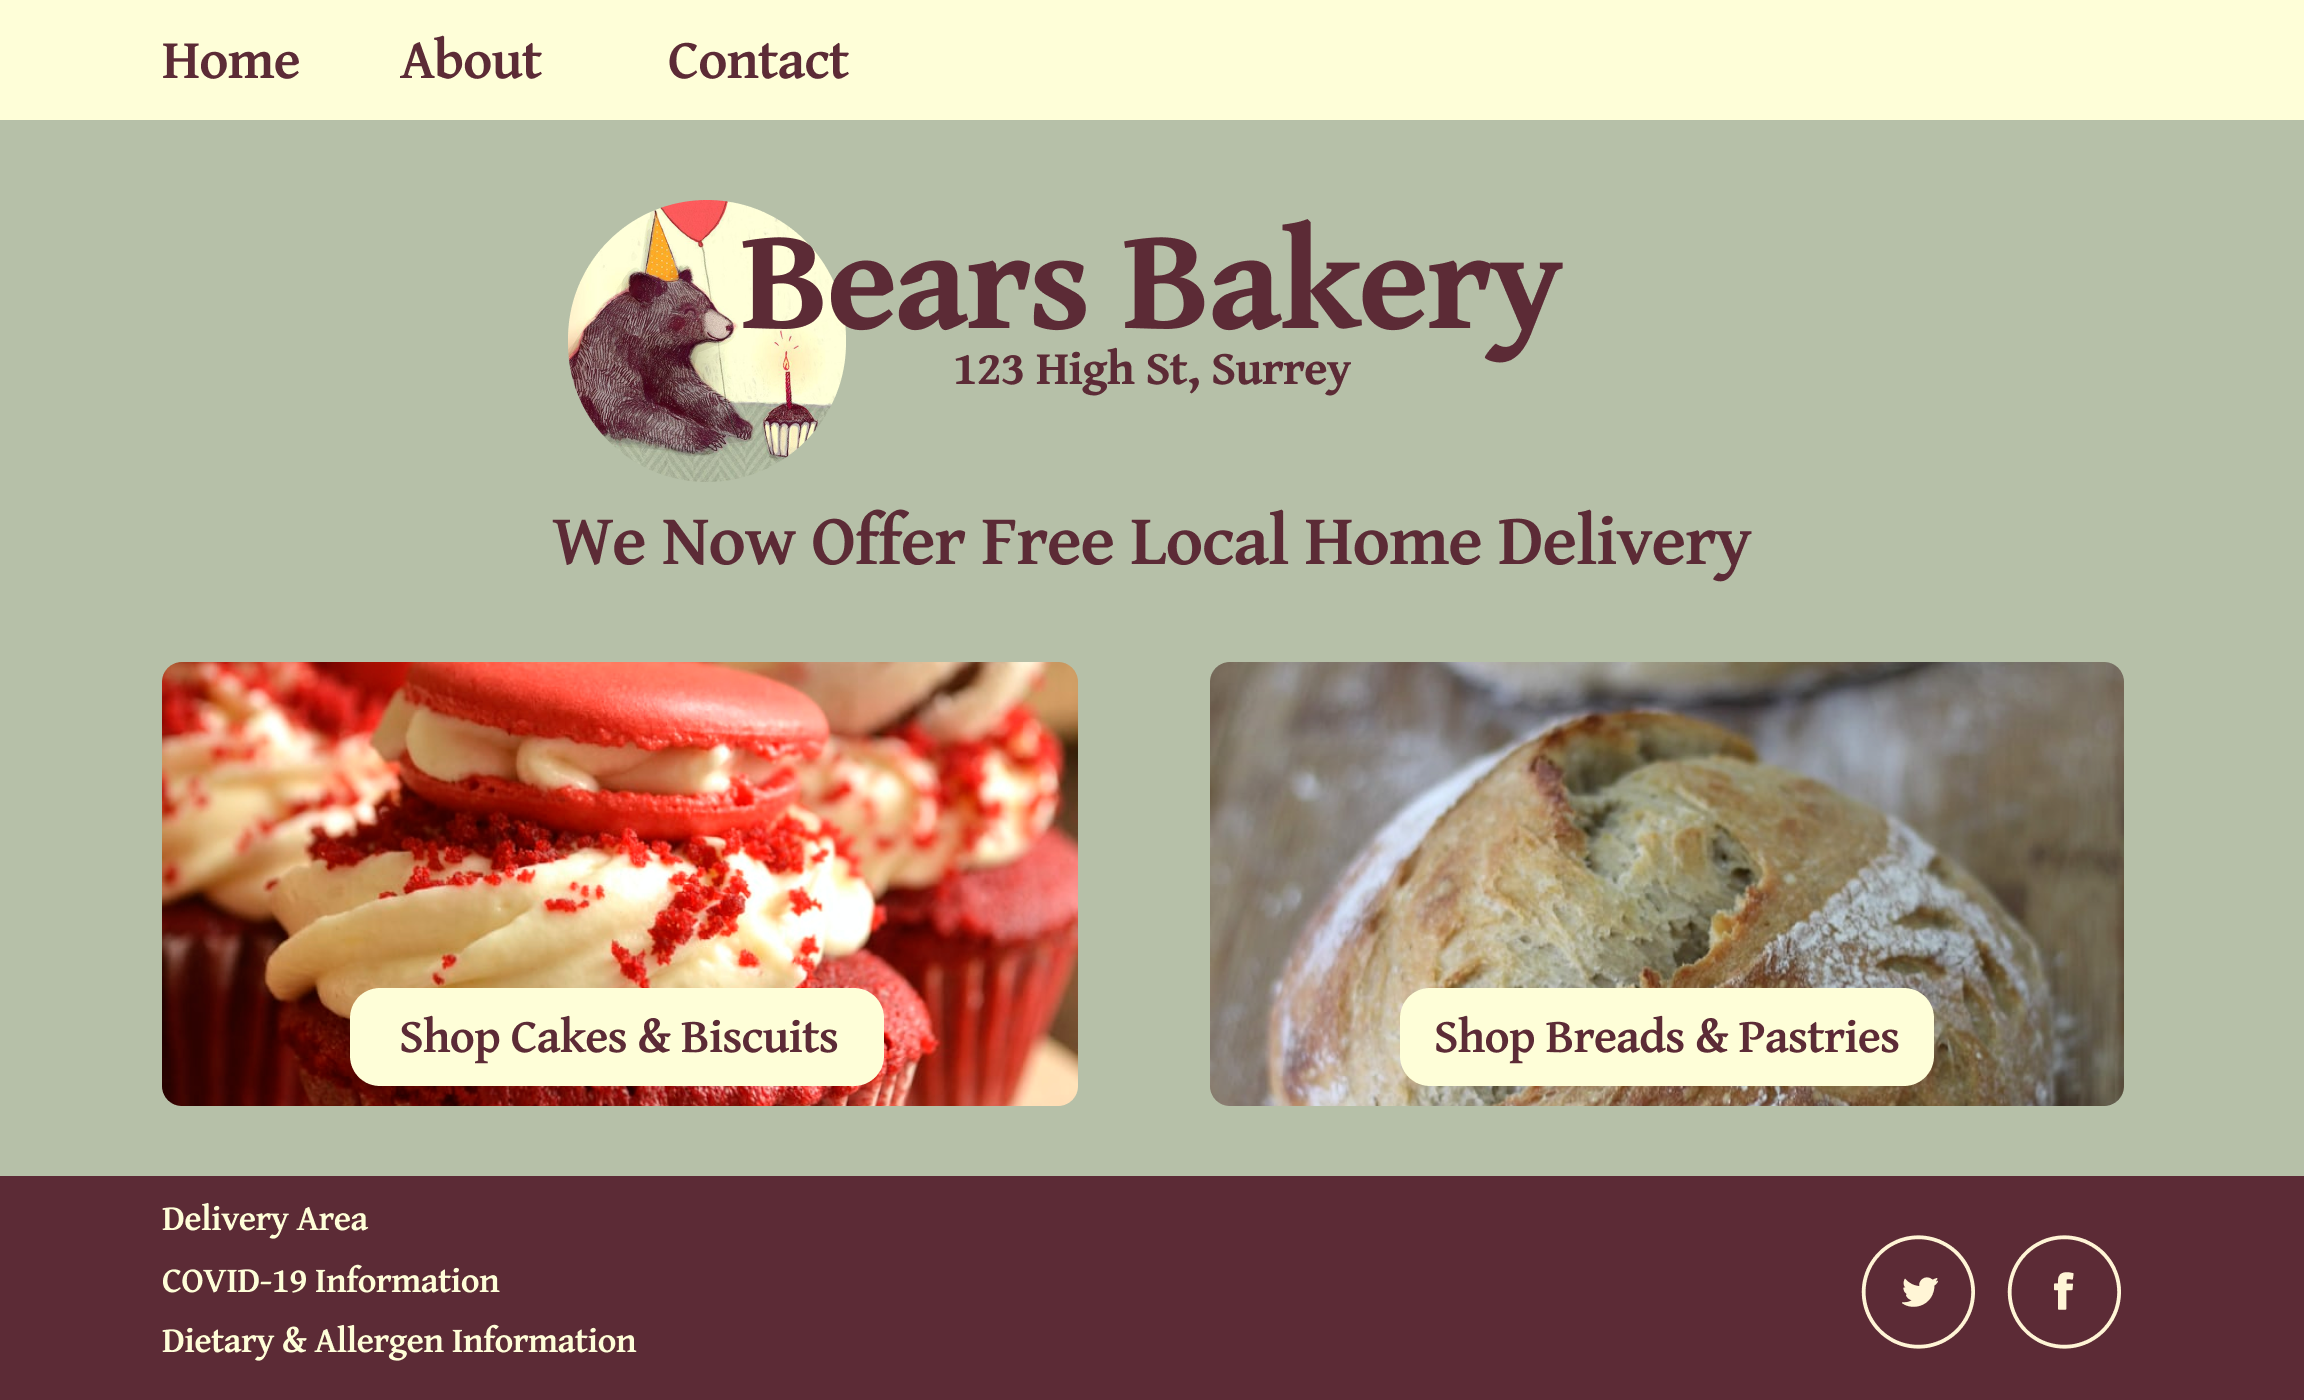 Home About Contact
Bears Bakery
123 High St, Surrey
We Now Offer Free Local Home Delivery
Shop Cakes & Biscuits
Shop Breads & Pastries
Delivery Area
COVID-19 Information
Dietary & Allergen Information